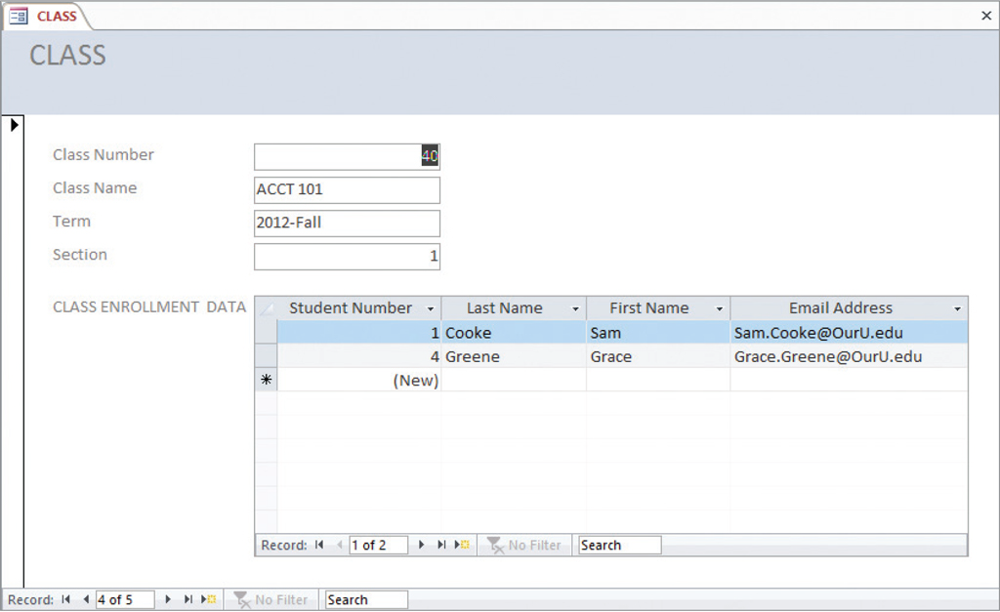 CLASS
CLASS
Class Number 40
Class Name ACCT 101
Term 2012-Fall
Section 1
CLASS ENROLLMENT DATA Student Number Last Name First Name Email Address
1 Cooke Sam Sam.Cooke@OurU.edu
4 Greene Grace Grace.Greene@OurU.edu
(New)
Record: 1 of 2 No Filter Search
Record: 4 of 5 No Filter Search